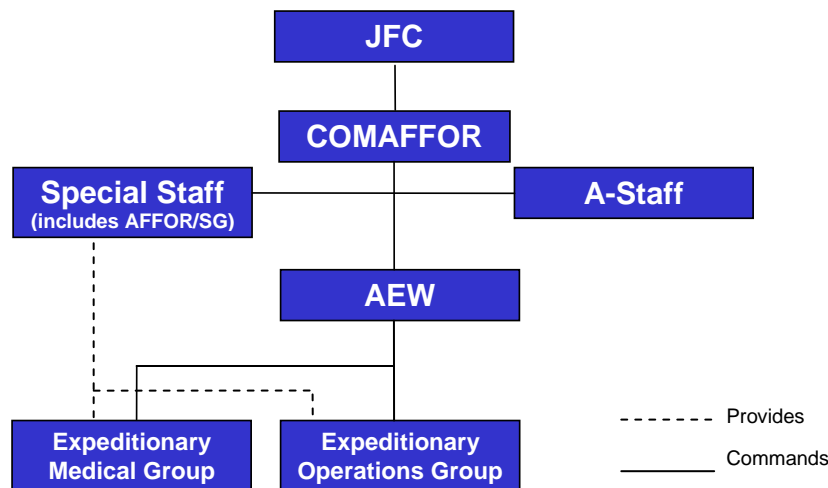 JFC
COMAFFOR
Special Staff
(includes AFFOR/SG)
A-Staff
AEW
Expeditionary
Medical Group
Expeditionary
Operations Group
Provides
Commands